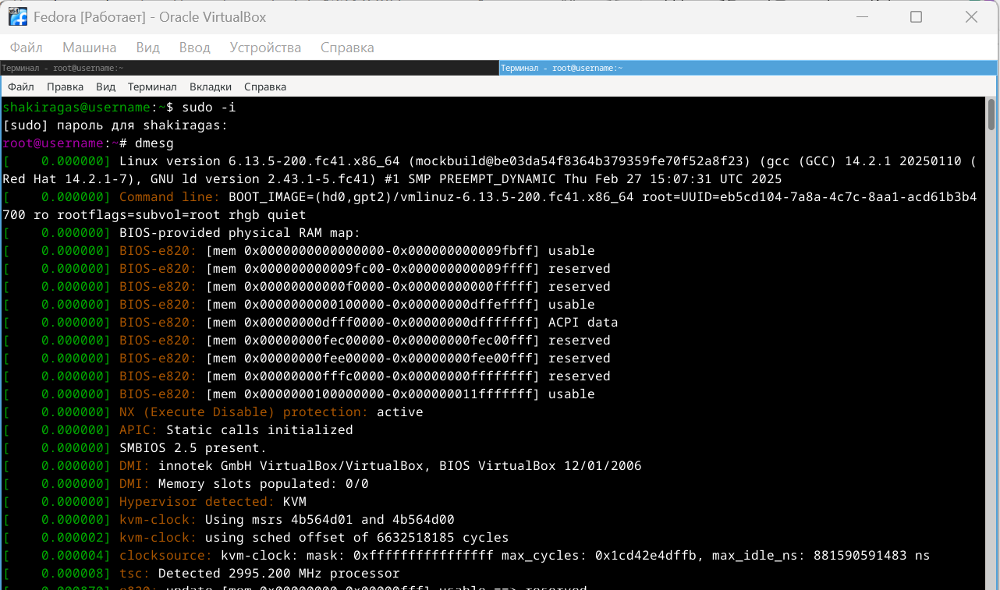 Fedora [Работает] - Oracle VirtualBox
Файл Машина Вид Ввод Устройства Справка
Терминал - root@username:~ Терминал - root@username:~
Файл Правка Вид Терминал Вкладки Справка
shakiragas@username:~$ sudo -i
[sudo] пароль для shakiragas:
root@username:~# dmesg
[    0.000000] Linux version 6.13.5-200.fc41.x86_64 (mockbuild@be03da54f8364b379359fe70f52a8f23) (gcc (GCC) 14.2.1 20250110 (
Red Hat 14.2.1-7), GNU ld version 2.43.1-5.fc41) #1 SMP PREEMPT_DYNAMIC Thu Feb 27 15:07:31 UTC 2025
[    0.000000] Command line: BOOT_IMAGE=(hd0,gpt2)/vmlinuz-6.13.5-200.fc41.x86_64 root=UUID=eb5cd104-7a8a-4c7c-8aa1-acd61b3b4
700 ro rootflags=subvol=root rhgb quiet
[    0.000000] BIOS-provided physical RAM map:
[    0.000000] BIOS-e820: [mem 0x0000000000000000-0x000000000009fbff] usable
[    0.000000] BIOS-e820: [mem 0x000000000009fc00-0x000000000009ffff] reserved
[    0.000000] BIOS-e820: [mem 0x00000000000f0000-0x00000000000fffff] reserved
[    0.000000] BIOS-e820: [mem 0x0000000000100000-0x00000000dffeffff] usable
[    0.000000] BIOS-e820: [mem 0x00000000dfff0000-0x00000000dfffffff] ACPI data
[    0.000000] BIOS-e820: [mem 0x00000000fec00000-0x00000000fec00fff] reserved
[    0.000000] BIOS-e820: [mem 0x00000000fee00000-0x00000000fee00fff] reserved
[    0.000000] BIOS-e820: [mem 0x00000000fffc0000-0x00000000ffffffff] reserved
[    0.000000] BIOS-e820: [mem 0x0000000100000000-0x000000011fffffff] usable
[    0.000000] NX (Execute Disable) protection: active
[    0.000000] APIC: Static calls initialized
[    0.000000] SMBIOS 2.5 present.
[    0.000000] DMI: innotek GmbH VirtualBox/VirtualBox, BIOS VirtualBox 12/01/2006
[    0.000000] DMI: Memory slots populated: 0/0
[    0.000000] Hypervisor detected: KVM
[    0.000000] kvm-clock: Using msrs 4b564d01 and 4b564d00
[    0.000002] kvm-clock: using sched offset of 6632518185 cycles
[    0.000004] clocksource: kvm-clock: mask: 0xffffffffffffffff max_cycles: 0x1cd42e4dffb, max_idle_ns: 881590591483 ns
[    0.000008] tsc: Detected 2995.200 MHz processor
[    0.000870] e820: update [mem 0x00000000-0x00000fff] usable ==> reserved